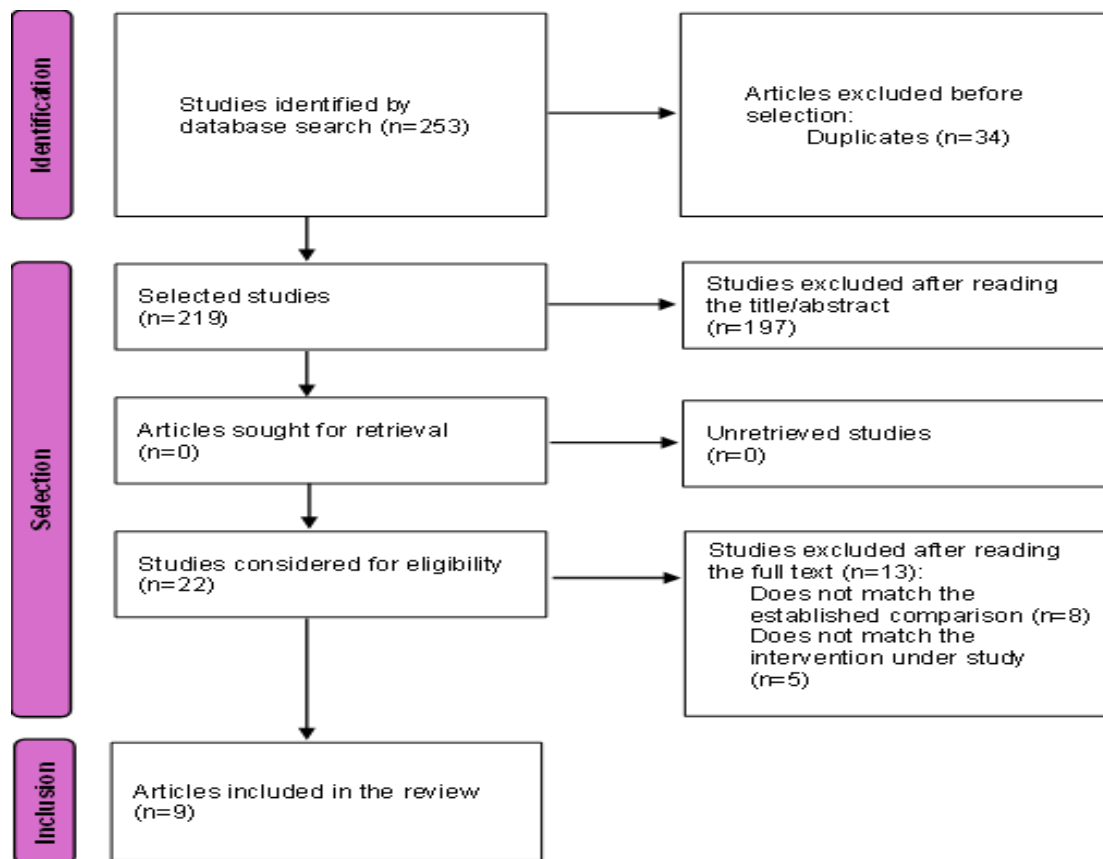 Identification
Studies identified by
database search (n=253)
Articles excluded before
selection:
Duplicates (n=34)
Selection
Selected studies
(n=219)
Studies excluded after reading
the title/abstract
(n=197)
Articles sought for retrieval
(n=0)
Unretrieved studies
(n=0)
Studies considered for eligibility
(n=22)
Studies excluded after reading
the full text (n=13):
Does not match the
established comparison (n=8)
Does not match the
intervention under study
(n=5)
Inclusion
Articles included in the review
(n=9)